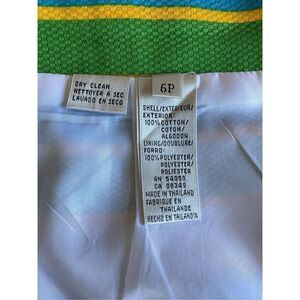 DRY CLEAN
NETTOYER A SEC
LAVADO EN SECO
6P
SHELL/EXTERIEUR/
EXTERIOR:
100%COTTON/
COTON/
ALGODON
LINING/DOUBLURE/
FORRO:
100%POLYESTER/
POLYESTER/
POLIESTER
RN 54050
CA 08349
MADE IN THAILAND
FABRIQUE EN
THAILANDE
HECHO EN TAILANDIA